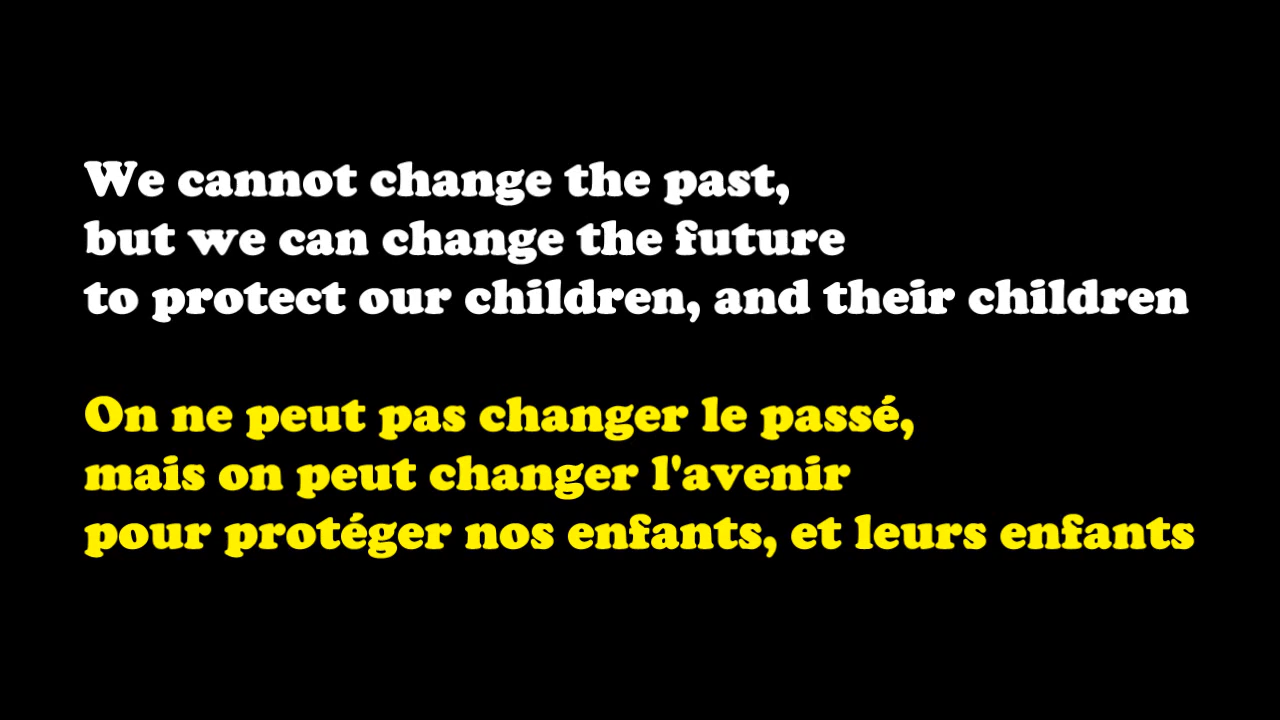 We cannot change the past,
but we can change the future
to protect our children, and their children
On ne peut pas changer le passé,
mais on peut changer l'avenir
pour protéger nos enfants, et leurs enfants